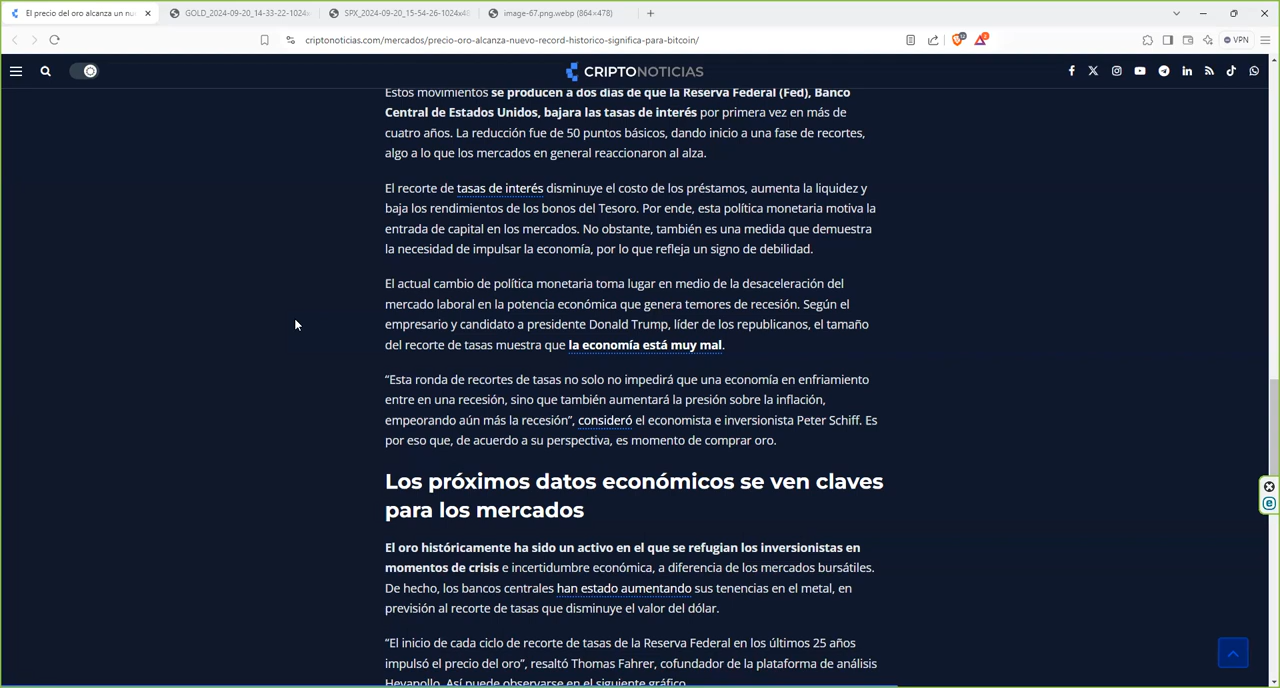 El precio del oro alcanza un nu
GOLD_2024-09-20_14-33-22-1024x
SPX_2024-09-20_15-54-26-1024x4
image-67.png.webp (864×478)
criptonoticias.com/mercados/precio-oro-alcanza-nuevo-record-historico-significa-para-bitcoin/
VPN
CRIPTONOTICIAS
Estos movimientos se producen a dos días de que la Reserva Federal (Fed), Banco
Central de Estados Unidos, bajara las tasas de interés por primera vez en más de
cuatro años. La reducción fue de 50 puntos básicos, dando inicio a una fase de recortes,
algo a lo que los mercados en general reaccionaron al alza.
El recorte de tasas de interés disminuye el costo de los préstamos, aumenta la liquidez y
baja los rendimientos de los bonos del Tesoro. Por ende, esta política monetaria motiva la
entrada de capital en los mercados. No obstante, también es una medida que demuestra
la necesidad de impulsar la economía, por lo que refleja un signo de debilidad.
El actual cambio de política monetaria toma lugar en medio de la desaceleración del
mercado laboral en la potencia económica que genera temores de recesión. Según el
empresario y candidato a presidente Donald Trump, líder de los republicanos, el tamaño
del recorte de tasas muestra que la economía está muy mal.
“Esta ronda de recortes de tasas no solo no impedirá que una economía en enfriamiento
entre en una recesión, sino que también aumentará la presión sobre la inflación,
empeorando aún más la recesión”, consideró el economista e inversionista Peter Schiff. Es
por eso que, de acuerdo a su perspectiva, es momento de comprar oro.
Los próximos datos económicos se ven claves
para los mercados
El oro históricamente ha sido un activo en el que se refugian los inversionistas en
momentos de crisis e incertidumbre económica, a diferencia de los mercados bursátiles.
De hecho, los bancos centrales han estado aumentando sus tenencias en el metal, en
previsión al recorte de tasas que disminuye el valor del dólar.
“El inicio de cada ciclo de recorte de tasas de la Reserva Federal en los últimos 25 años
impulsó el precio del oro”, resaltó Thomas Fahrer, cofundador de la plataforma de análisis
Heyapollo. Así puede observarse en el siguiente gráfico.